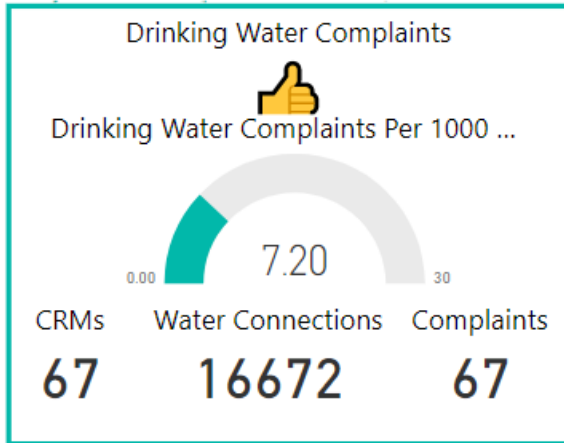 Drinking Water Complaints
Drinking Water Complaints Per 1000 ...
7.20
0.00 30
CRMs Water Connections Complaints
67 16672 67